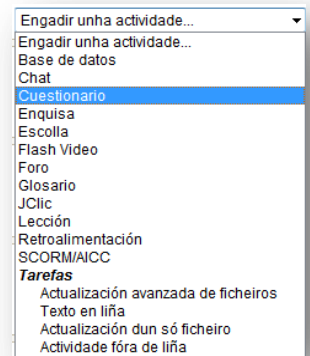 Engadir unha actividade...
Engadir unha actividade...
Base de datos
Chat
Cuestionario
Enquisa
Escolla
Flash Video
Foro
Glosario
JClic
Lección
Retroalimentación
SCORM/AICC
Tarefas
Actualización avanzada de ficheiros
Texto en liña
Actualización dun só ficheiro
Actividade fóra de liña